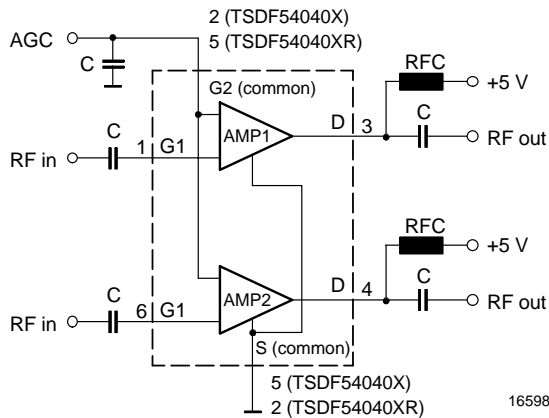 2 (TSDF54040X)
AGC
5 (TSDF54040XR)
C
RFC
G2 (common)
+5 V
C
AMP1
D 3
C
RF in
1 G1
RF out
RFC
+5 V
C
AMP2
D 4
C
RF in
6 G1
RF out
S (common)
5 (TSDF54040X)
2 (TSDF54040XR)
16598